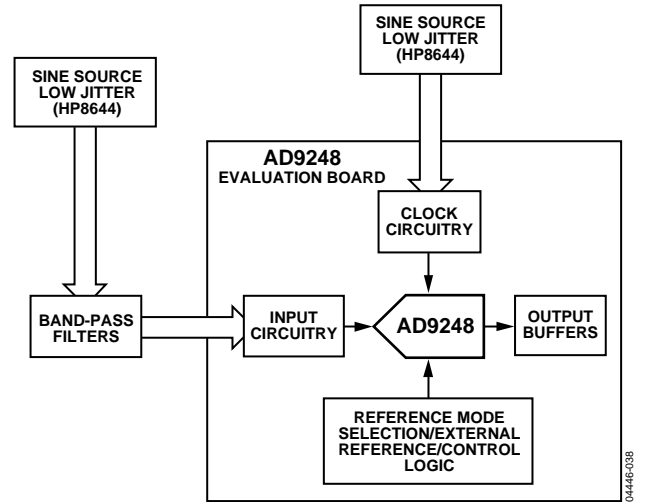 SINE SOURCE
LOW JITTER
(HP8644)
SINE SOURCE
LOW JITTER
(HP8644)
AD9248
EVALUATION BOARD
CLOCK
CIRCUITRY
BAND-PASS
FILTERS
INPUT
CIRCUITRY
AD9248
OUTPUT
BUFFERS
REFERENCE MODE
SELECTION/EXTERNAL
REFERENCE/CONTROL
LOGIC
04446-038